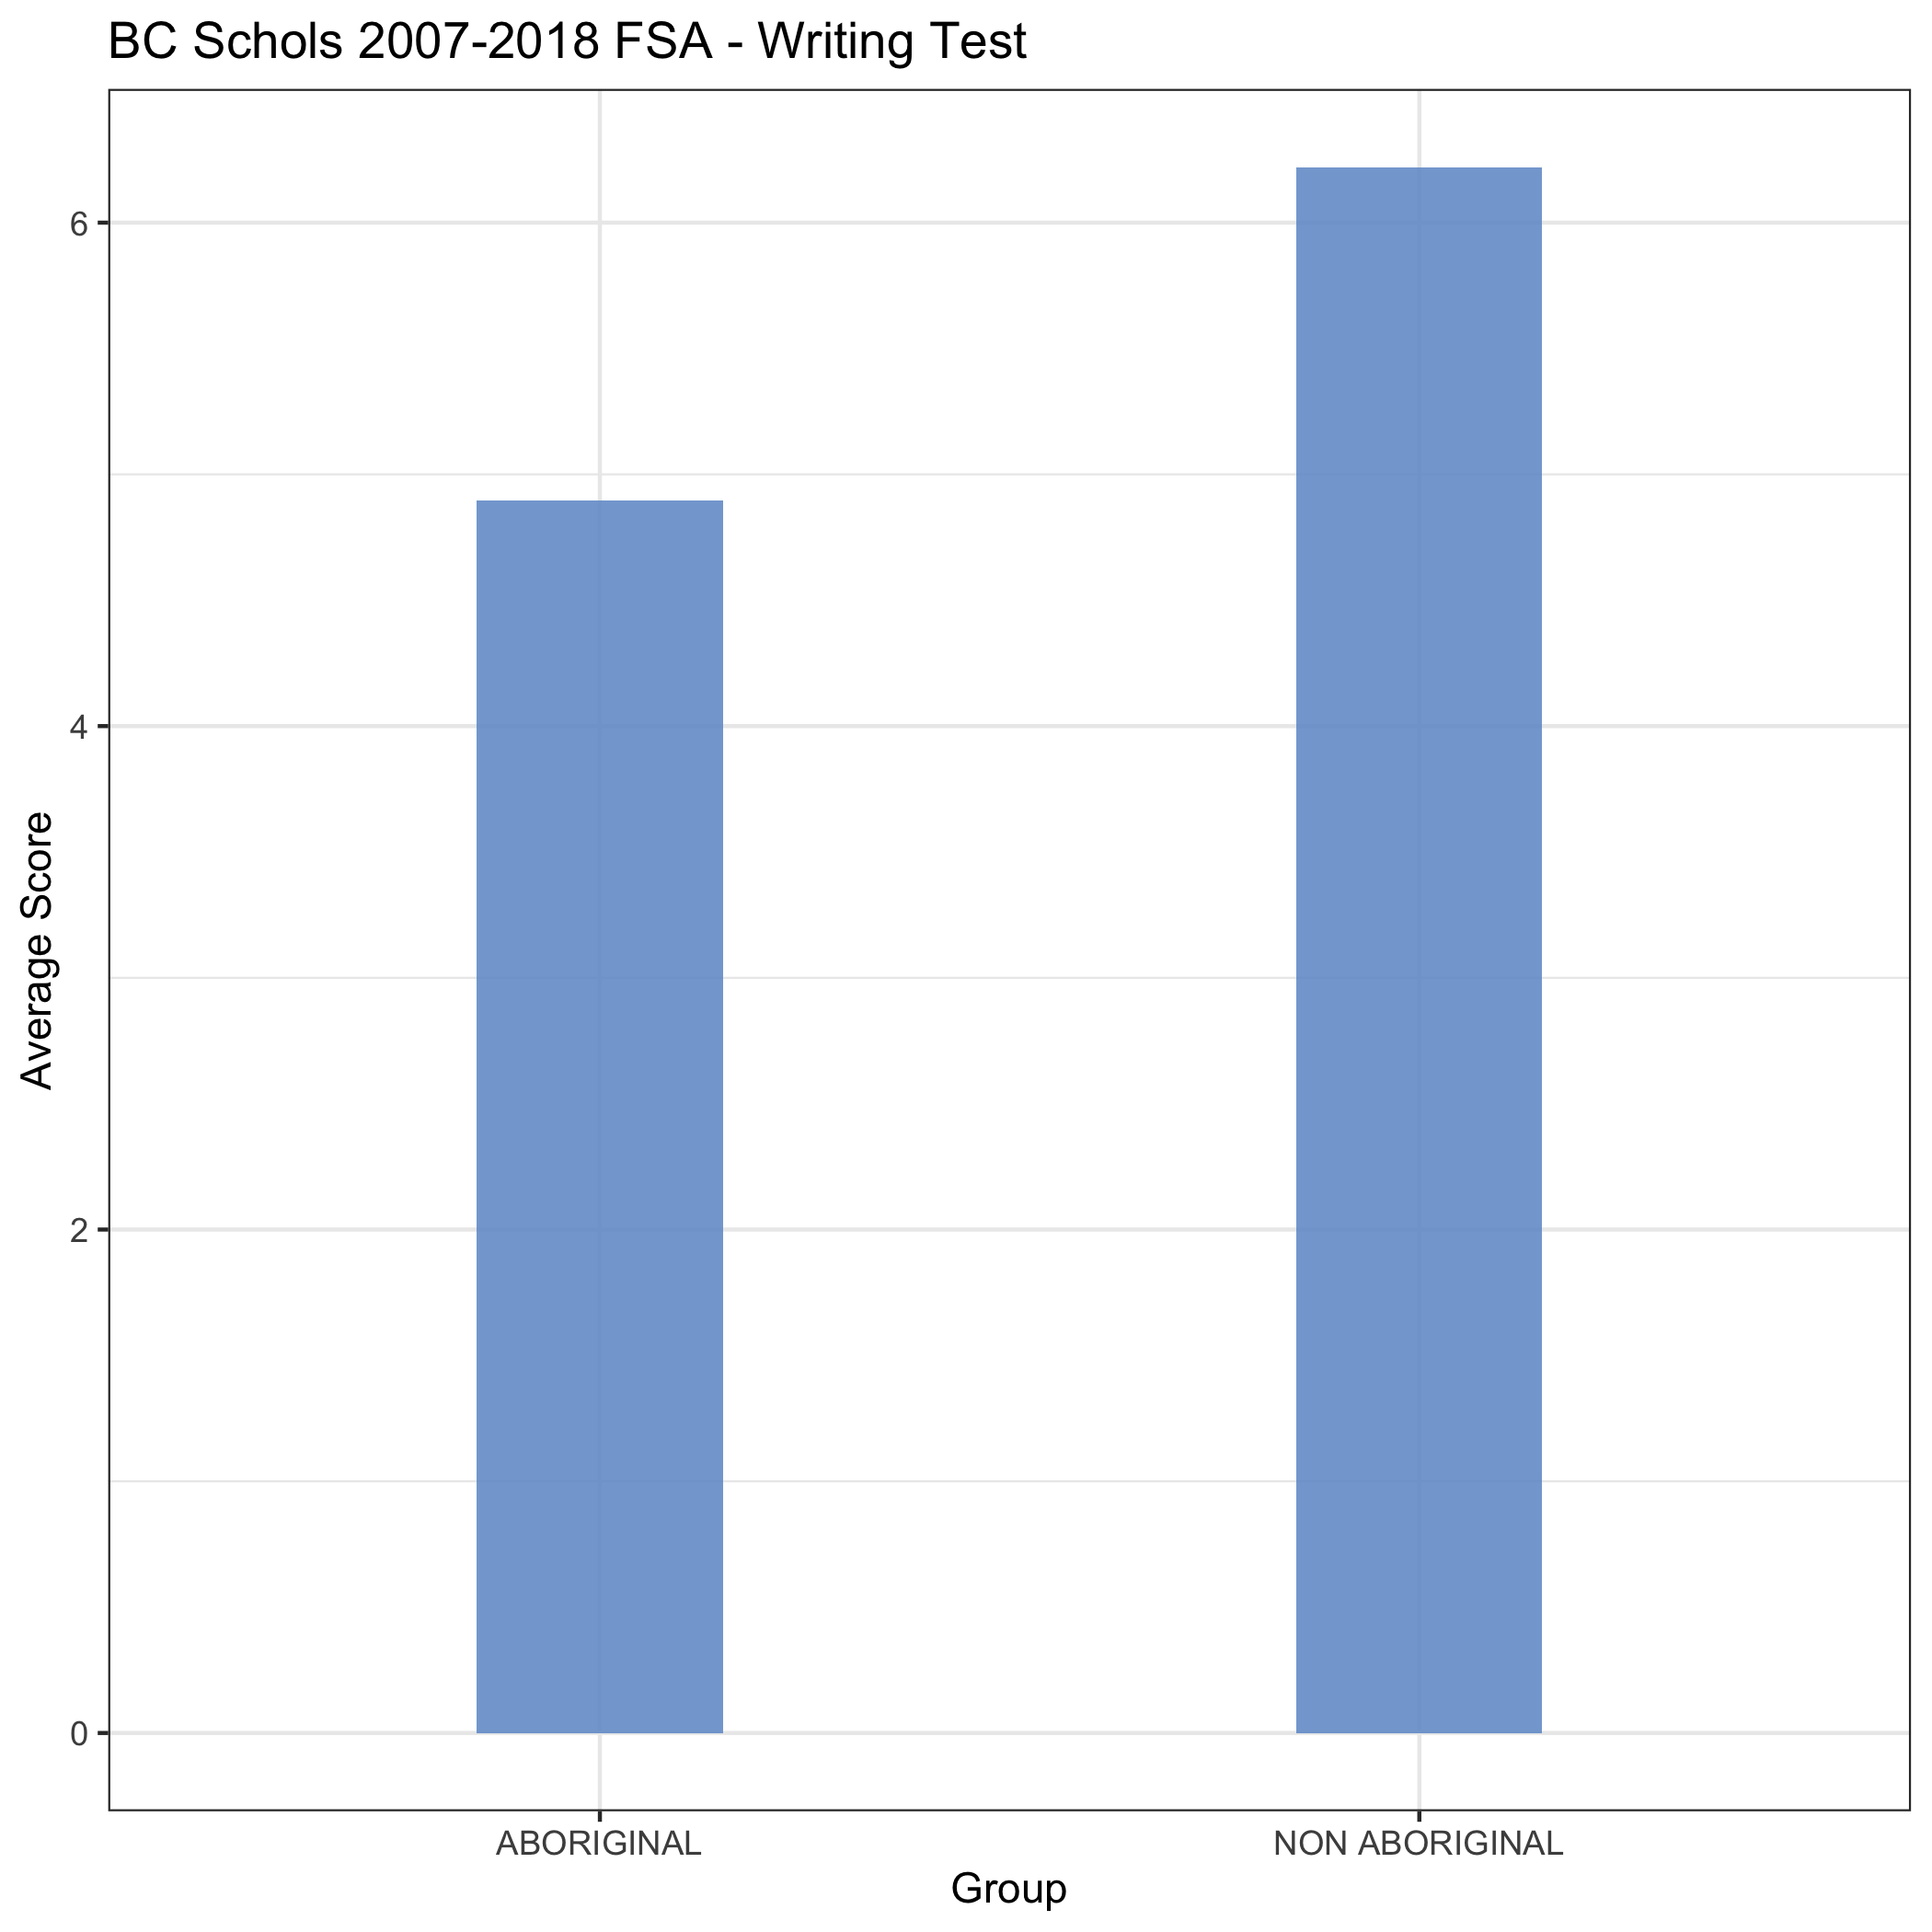 BC Schols 2007-2018 FSA - Writing Test
Average Score
6
4
2
0
ABORIGINAL
NON ABORIGINAL
Group